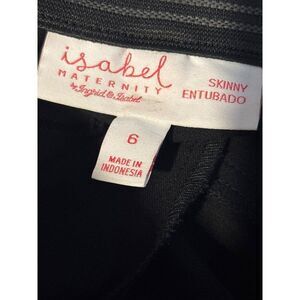 isabel
MATERNITY
by Ingrid & Isabel
SKINNY
ENTUBADO
6
MADE IN
INDONESIA